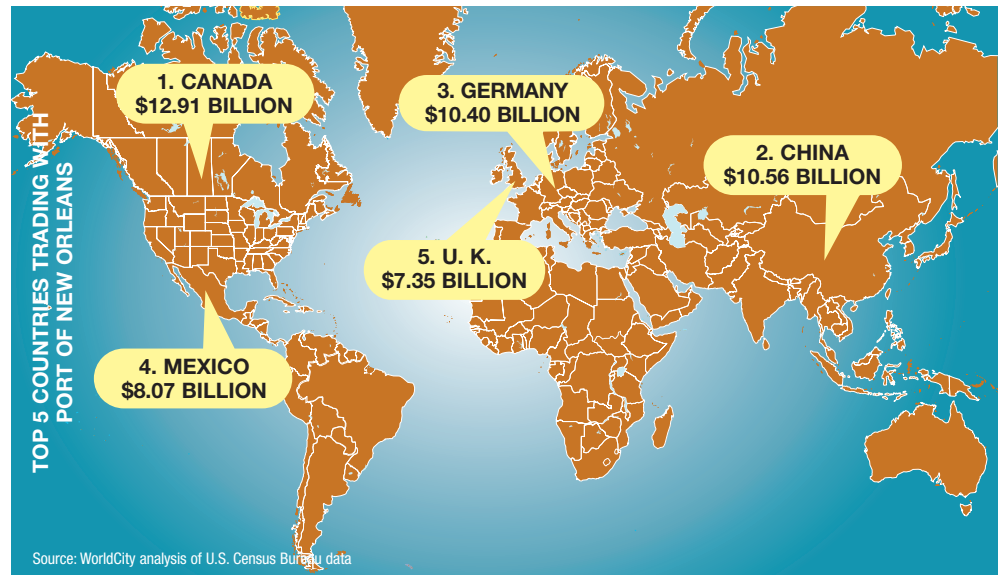 TOP 5 COUNTRIES TRADING WITH
PORT OF NEW ORLEANS
1. CANADA
$12.91 BILLION
3. GERMANY
$10.40 BILLION
2. CHINA
$10.56 BILLION
5. U. K.
$7.35 BILLION
4. MEXICO
$8.07 BILLION
Source: WorldCity analysis of U.S. Census Bureau data